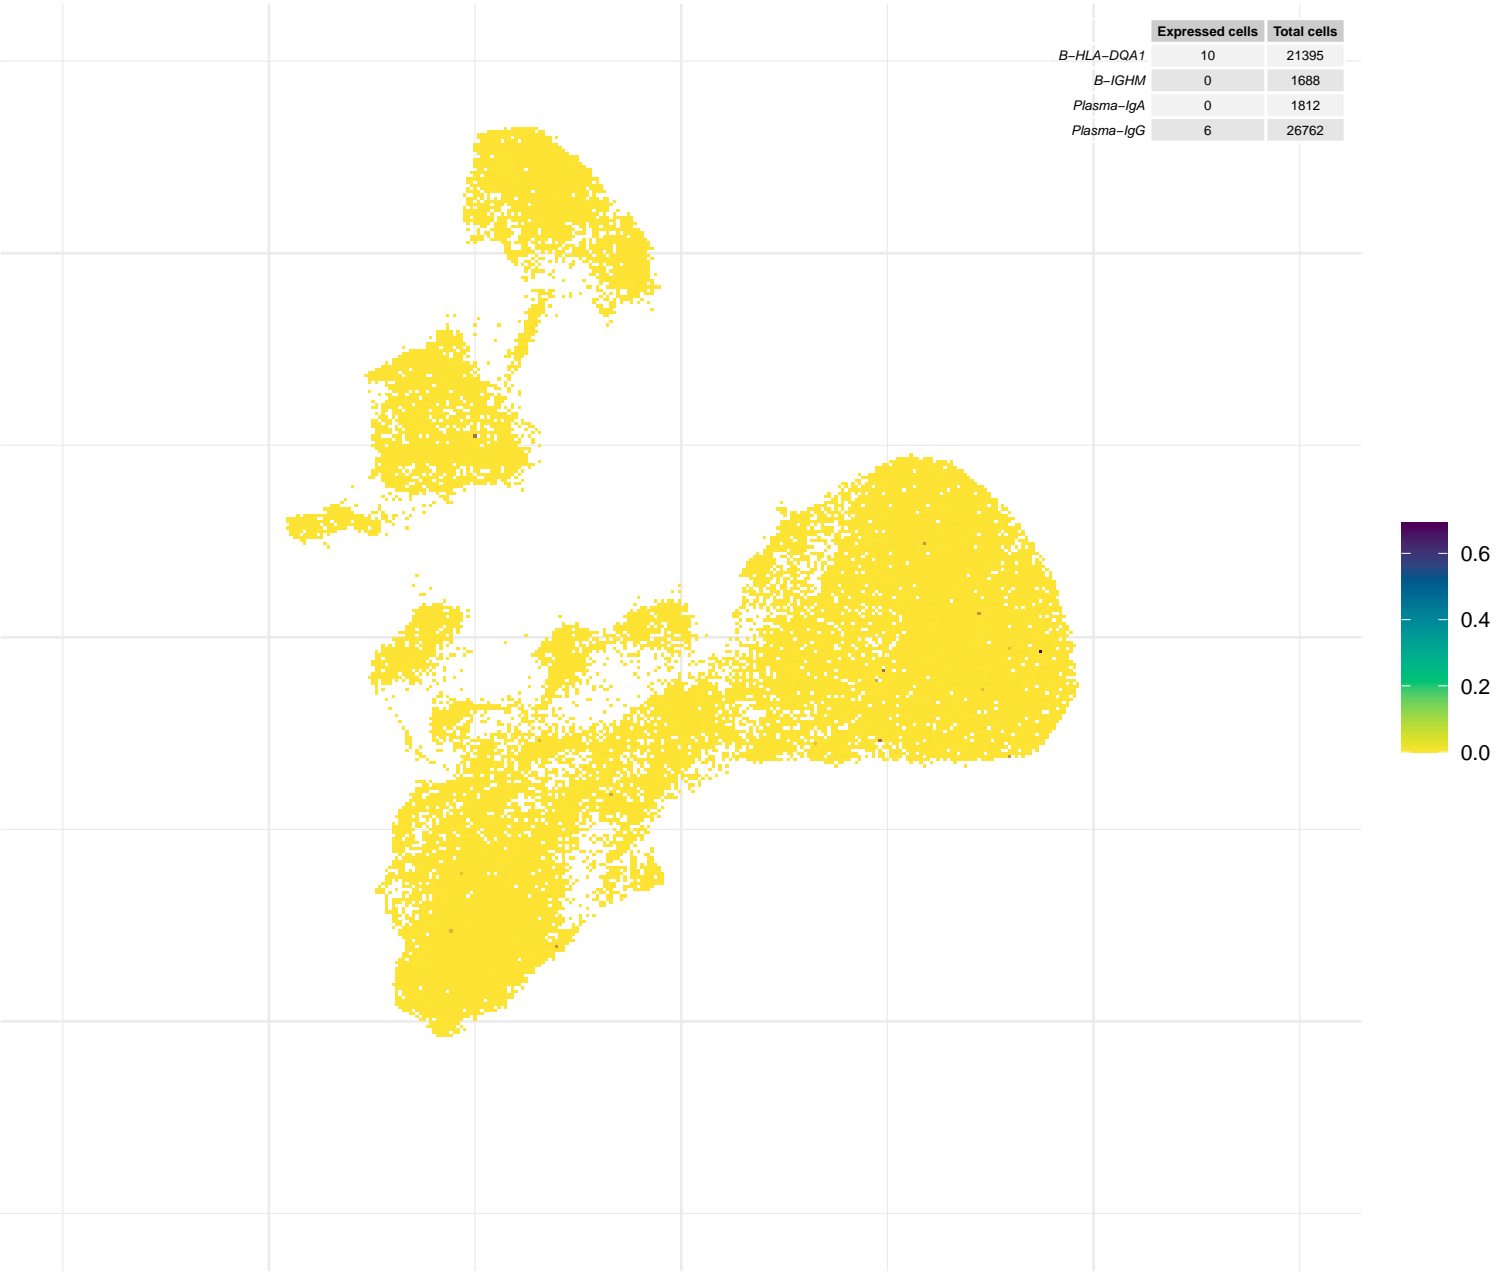 Expressed cells Total cells
B−HLA−DQA1 10 21395
B−IGHM 0 1688
Plasma−IgA 0 1812
Plasma−IgG 6 26762
0.6
0.4
0.2
0.0